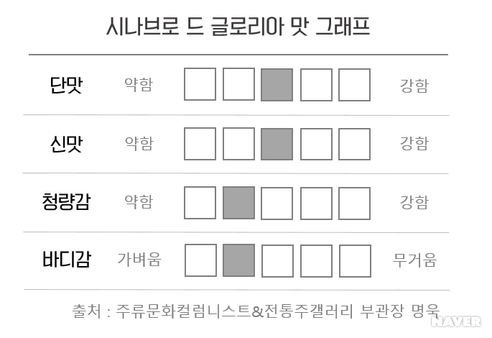 시나브로 드 글로리아 맛 그래프
단맛 약함 강함
신맛 약함 강함
청량감 약함 강함
바디감 가벼움 무거움
출처 : 주류문화컬럼니스트&전통주갤러리 부관장 명욱
NAVER